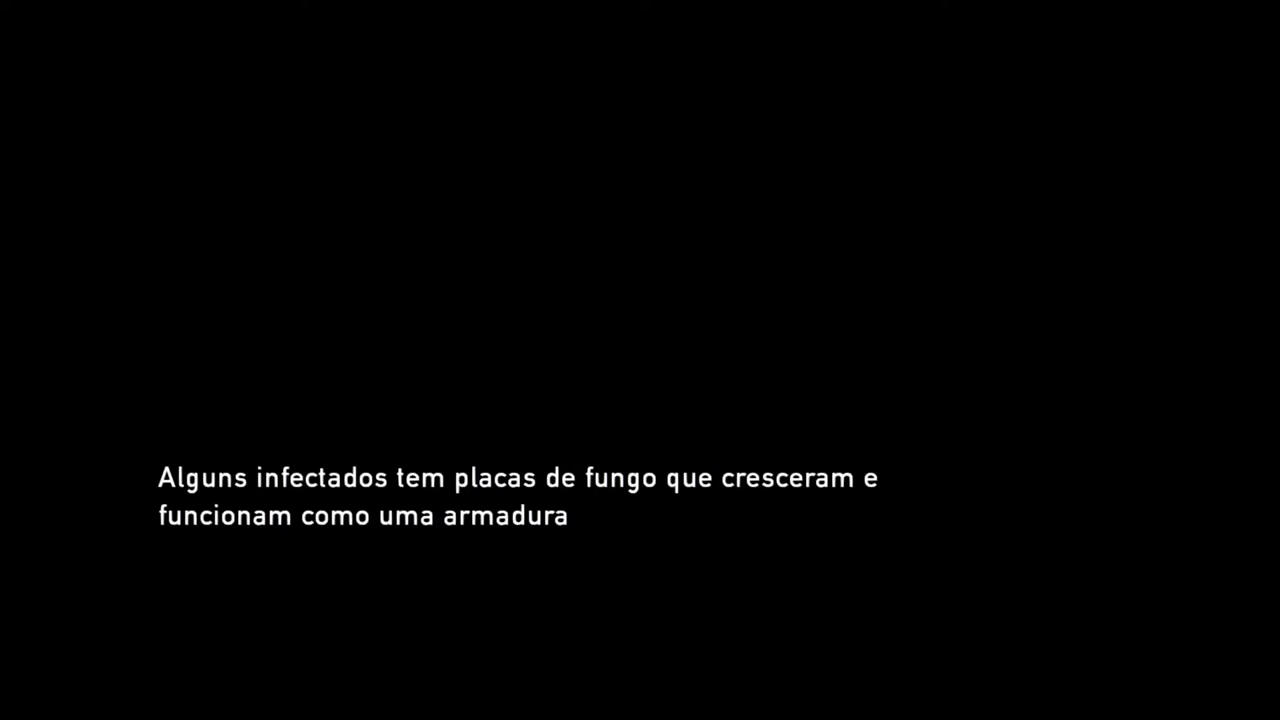 Alguns infectados tem placas de fungo que cresceram e
funcionam como uma armadura